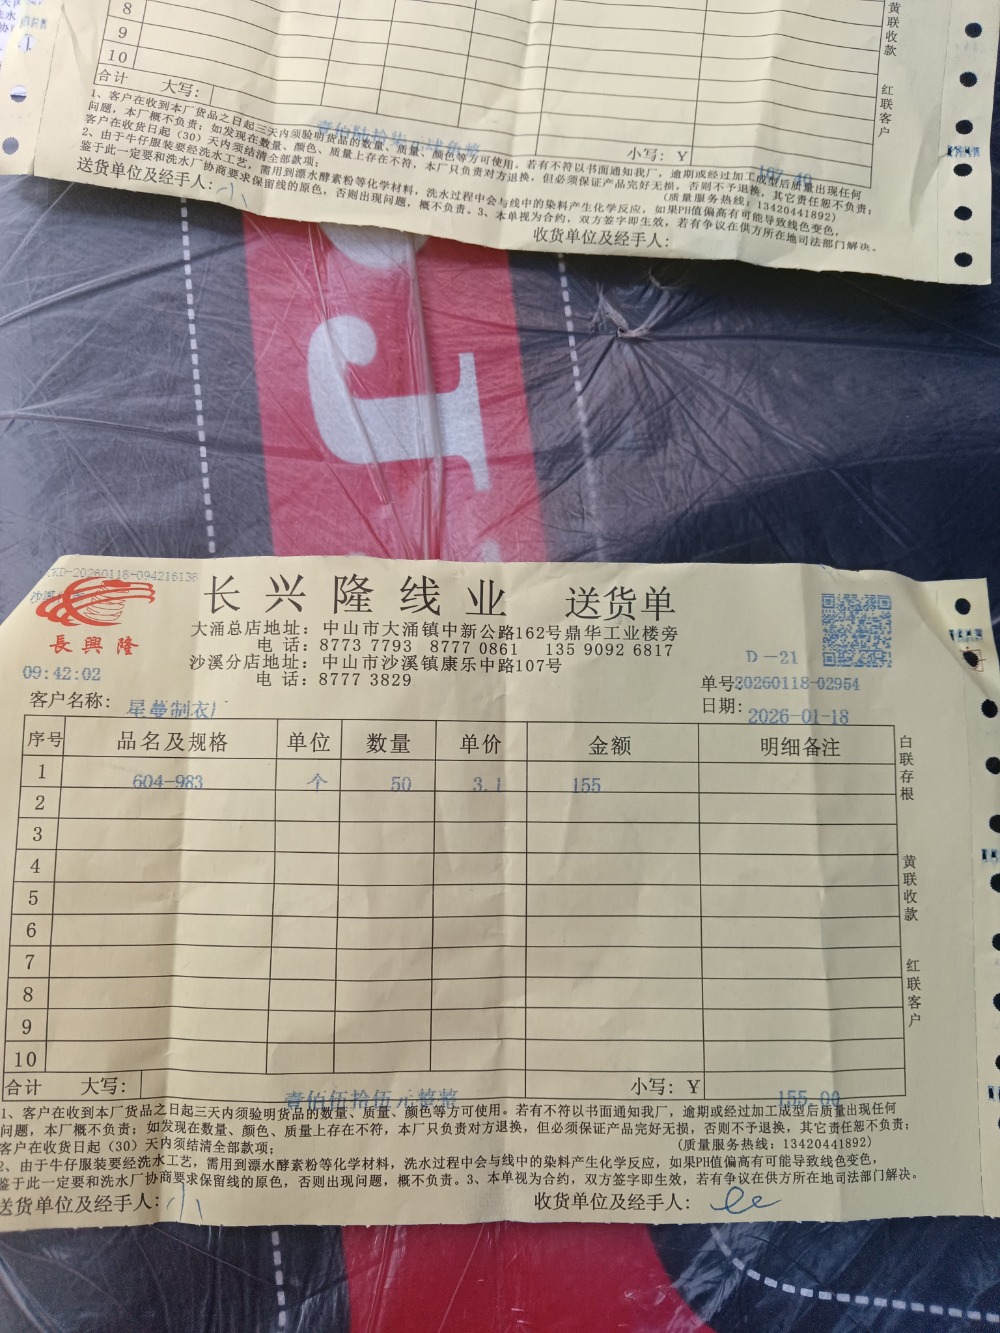 8
9
10
黄联收款
红联客户
合计 大写: 小写: Y
1、客户在收到本厂货品之日起三天内须验明货品的数量、质量、颜色等方可使用。若有不符以书面通知我厂，逾期或经过加工成型后质量出现任何
问题，本厂概不负责；如发现在数量、颜色、质量上存在不符，本厂只负责对方退换，但必须保证产品完好无损，否则不予退换，其它责任恕不负责；
客户在收货日起（30）天内须结清全部款项； (质量服务热线：13420441892)
2、由于牛仔服装要经洗水工艺，需用到漂水酵素粉等化学材料，洗水过程中会与线中的染料产生化学反应，如果PH值偏高有可能导致线色变色，
鉴于此一定要和洗水厂协商要求保留线的原色，否则出现问题，概不负责。3、本单视为合约，双方签字即生效，若有争议在供方所在地司法部门解决。
送货单位及经手人: 收货单位及经手人:
J
長興隆
长兴隆线业 送货单
大涌总店地址：中山市大涌镇中新公路162号鼎华工业楼旁
电 话：8773 7793 8777 0861 135 9092 6817
沙溪分店地址：中山市沙溪镇康乐中路107号
电 话：8777 3829
D-21
09:42:02
单号:20260118-02954
客户名称: 星蔓制衣厂
日期: 2026-01-18
序号 品名及规格 单位 数量 单价 金额 明细备注
1 604-983 个 50 3.1 155
2
3
4
5
6
7
8
9
10
白联存根
黄联收款
红联客户
合计 大写: 壹佰伍拾伍元整整 小写: Y 155.00
1、客户在收到本厂货品之日起三天内须验明货品的数量、质量、颜色等方可使用。若有不符以书面通知我厂，逾期或经过加工成型后质量出现任何
问题，本厂概不负责；如发现在数量、颜色、质量上存在不符，本厂只负责对方退换，但必须保证产品完好无损，否则不予退换，其它责任恕不负责；
客户在收货日起（30）天内须结清全部款项； (质量服务热线：13420441892)
2、由于牛仔服装要经洗水工艺，需用到漂水酵素粉等化学材料，洗水过程中会与线中的染料产生化学反应，如果PH值偏高有可能导致线色变色，
鉴于此一定要和洗水厂协商要求保留线的原色，否则出现问题，概不负责。3、本单视为合约，双方签字即生效，若有争议在供方所在地司法部门解决。
送货单位及经手人: 收货单位及经手人: